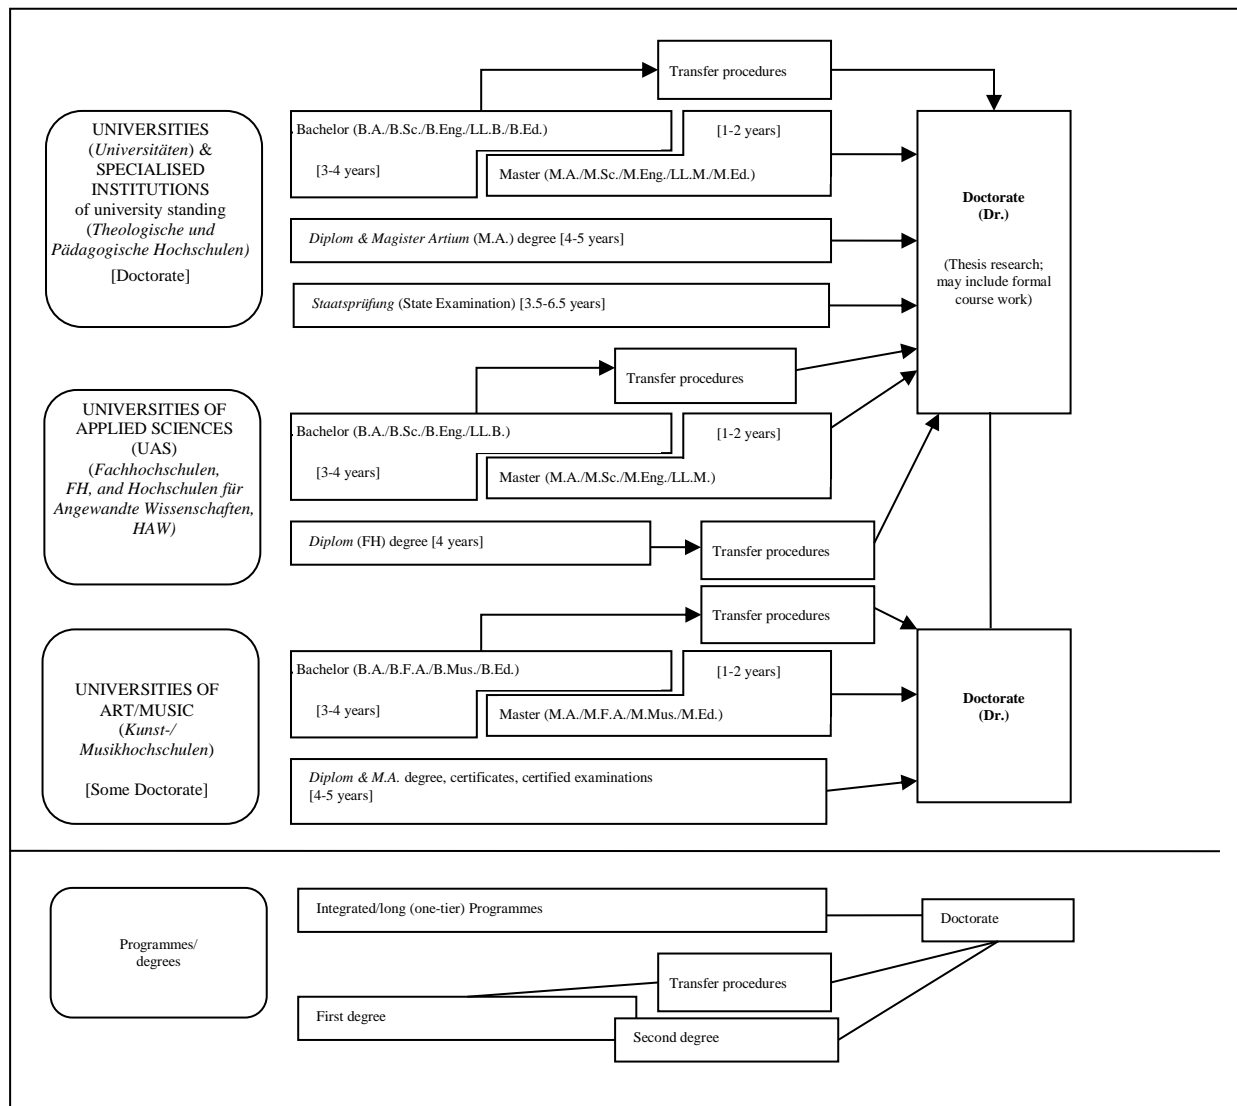 Transfer procedures
UNIVERSITIES
(Universitäten) &
SPECIALISED
INSTITUTIONS
of university standing
(Theologische und
Pädagogische Hochschulen)
[Doctorate]
Bachelor (B.A./B.Sc./B.Eng./LL.B./B.Ed.)
[1-2 years]
[3-4 years]
Master (M.A./M.Sc./M.Eng./LL.M./M.Ed.)
Diplom & Magister Artium (M.A.) degree [4-5 years]
Staatsprüfung (State Examination) [3.5-6.5 years]
Doctorate
(Dr.)
(Thesis research;
may include formal
course work)
Transfer procedures
UNIVERSITIES OF
APPLIED SCIENCES
(UAS)
(Fachhochschulen,
FH, and Hochschulen für
Angewandte Wissenschaften,
HAW)
Bachelor (B.A./B.Sc./B.Eng./LL.B.)
[1-2 years]
[3-4 years]
Master (M.A./M.Sc./M.Eng./LL.M.)
Diplom (FH) degree [4 years]
Transfer procedures
Transfer procedures
UNIVERSITIES OF
ART/MUSIC
(Kunst-/
Musikhochschulen)
[Some Doctorate]
Bachelor (B.A./B.F.A./B.Mus./B.Ed.)
[1-2 years]
[3-4 years]
Master (M.A./M.F.A./M.Mus./M.Ed.)
Diplom & M.A. degree, certificates, certified examinations
[4-5 years]
Doctorate
(Dr.)
Programmes/
degrees
Integrated/long (one-tier) Programmes
Doctorate
Transfer procedures
First degree
Second degree